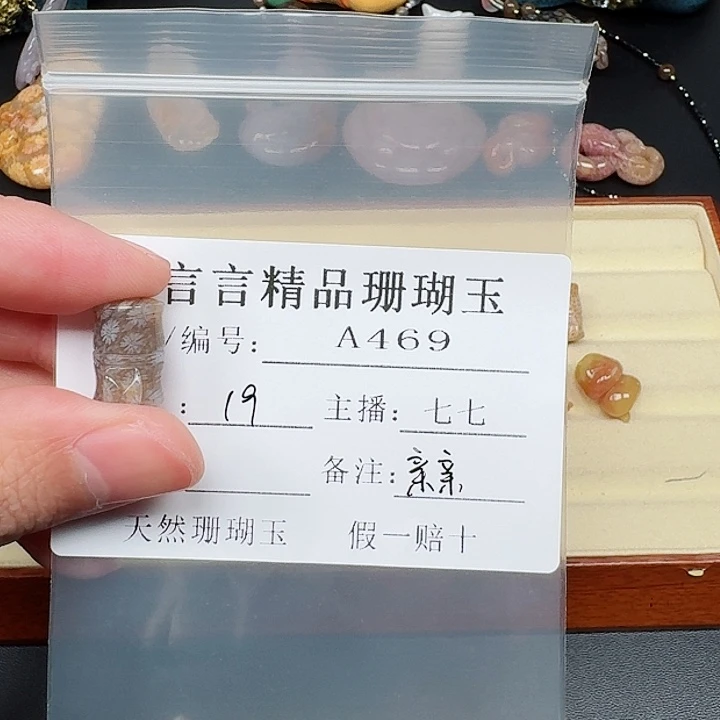 言言精品珊瑚玉
/编号: A469
: 19 主播: 七七
备注: 亲亲
天然珊瑚玉 假一赔十